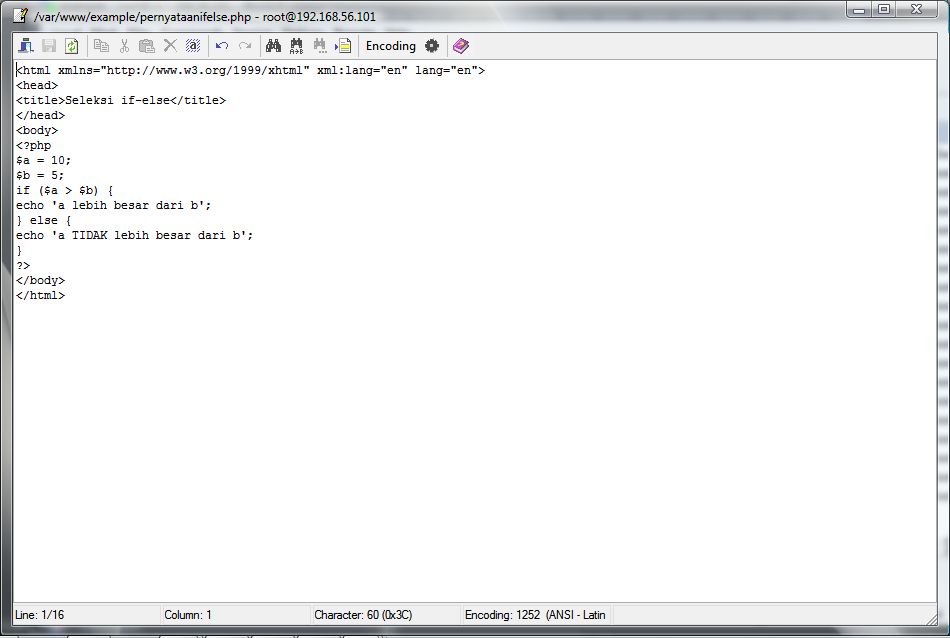 /var/www/example/pernyataanifelse.php - root@192.168.56.101
Encoding
<html xmlns="http://www.w3.org/1999/xhtml" xml:lang="en" lang="en">
<head>
<title>Seleksi if-else</title>
</head>
<body>
<?php
$a = 10;
$b = 5;
if ($a > $b) {
echo 'a lebih besar dari b';
} else {
echo 'a TIDAK lebih besar dari b';
}
?>
</body>
</html>
Line: 1/16 Column: 1 Character: 60 (0x3C) Encoding: 1252 (ANSI - Latin